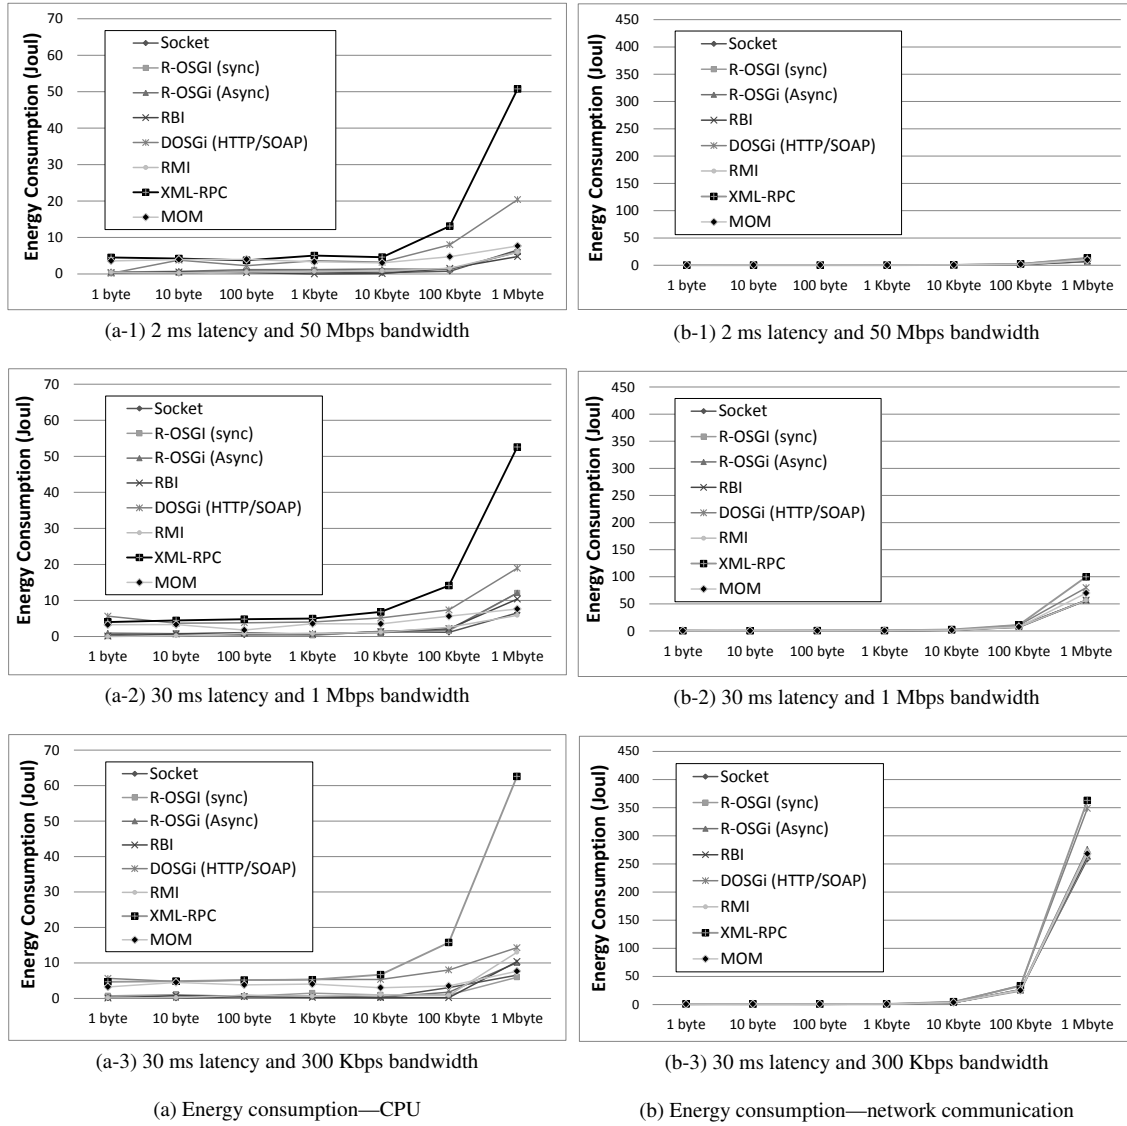 Energy Consumption (Joul)
70
60
50
40
30
20
10
0
Socket
R-OSGI (sync)
R-OSGi (Async)
RBI
DOSGi (HTTP/SOAP)
RMI
XML-RPC
MOM
1 byte 10 byte 100 byte 1 Kbyte 10 Kbyte 100 Kbyte 1 Mbyte
(a-1) 2 ms latency and 50 Mbps bandwidth
Energy Consumption (Joul)
450
400
350
300
250
200
150
100
50
0
Socket
R-OSGI (sync)
R-OSGi (Async)
RBI
DOSGi (HTTP/SOAP)
RMI
XML-RPC
MOM
1 byte 10 byte 100 byte 1 Kbyte 10 Kbyte 100 Kbyte 1 Mbyte
(b-1) 2 ms latency and 50 Mbps bandwidth
Energy Consumption (Joul)
70
60
50
40
30
20
10
0
Socket
R-OSGI (sync)
R-OSGi (Async)
RBI
DOSGi (HTTP/SOAP)
RMI
XML-RPC
MOM
1 byte 10 byte 100 byte 1 Kbyte 10 Kbyte 100 Kbyte 1 Mbyte
(a-2) 30 ms latency and 1 Mbps bandwidth
Energy Consumption (Joul)
450
400
350
300
250
200
150
100
50
0
Socket
R-OSGI (sync)
R-OSGi (Async)
RBI
DOSGi (HTTP/SOAP)
RMI
XML-RPC
MOM
1 byte 10 byte 100 byte 1 Kbyte 10 Kbyte 100 Kbyte 1 Mbyte
(b-2) 30 ms latency and 1 Mbps bandwidth
Energy Consumption (Joul)
70
60
50
40
30
20
10
0
Socket
R-OSGI (sync)
R-OSGi (Async)
RBI
DOSGi (HTTP/SOAP)
RMI
XML-RPC
MOM
1 byte 10 byte 100 byte 1 Kbyte 10 Kbyte 100 Kbyte 1 Mbyte
(a-3) 30 ms latency and 300 Kbps bandwidth
Energy Consumption (Joul)
450
400
350
300
250
200
150
100
50
0
Socket
R-OSGI (sync)
R-OSGi (Async)
RBI
DOSGi (HTTP/SOAP)
RMI
XML-RPC
MOM
1 byte 10 byte 100 byte 1 Kbyte 10 Kbyte 100 Kbyte 1 Mbyte
(b-3) 30 ms latency and 300 Kbps bandwidth
(a) Energy consumption—CPU
(b) Energy consumption—network communication